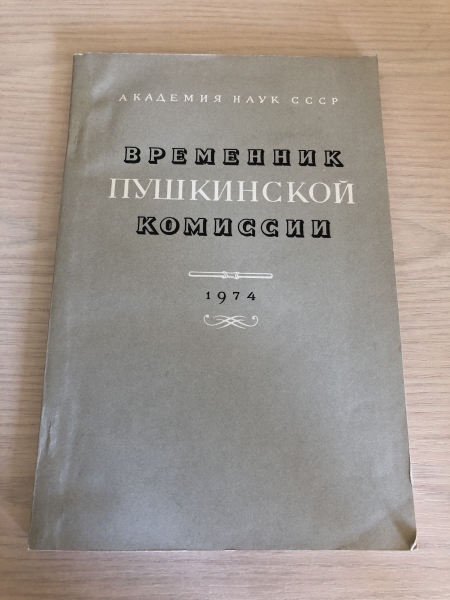 АКАДЕМИЯ НАУК СССР
ВРЕМЕННИК
ПУШКИНСКОЙ
КОМИССИИ
1974